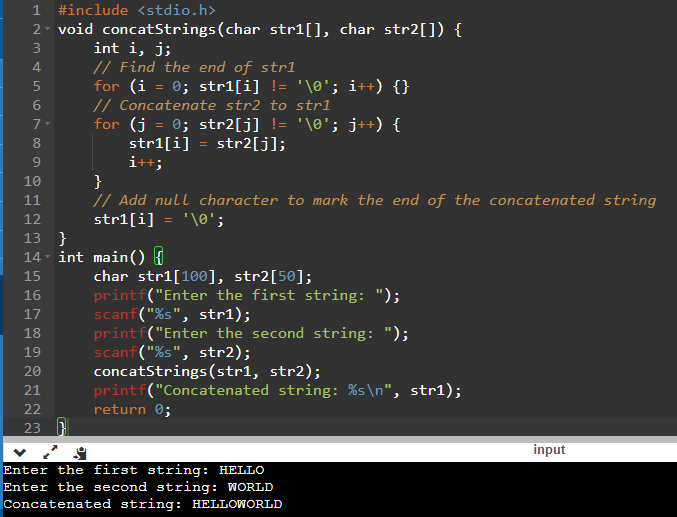 1 #include <stdio.h>
2 void concatStrings(char str1[], char str2[]) {
3     int i, j;
4     // Find the end of str1
5     for (i = 0; str1[i] != '\0'; i++) {}
6     // Concatenate str2 to str1
7     for (j = 0; str2[j] != '\0'; j++) {
8         str1[i] = str2[j];
9         i++;
10     }
11     // Add null character to mark the end of the concatenated string
12     str1[i] = '\0';
13 }
14 int main() {
15     char str1[100], str2[50];
16     printf("Enter the first string: ");
17     scanf("%s", str1);
18     printf("Enter the second string: ");
19     scanf("%s", str2);
20     concatStrings(str1, str2);
21     printf("Concatenated string: %s\n", str1);
22     return 0;
23 }
input
Enter the first string: HELLO
Enter the second string: WORLD
Concatenated string: HELLOWORLD